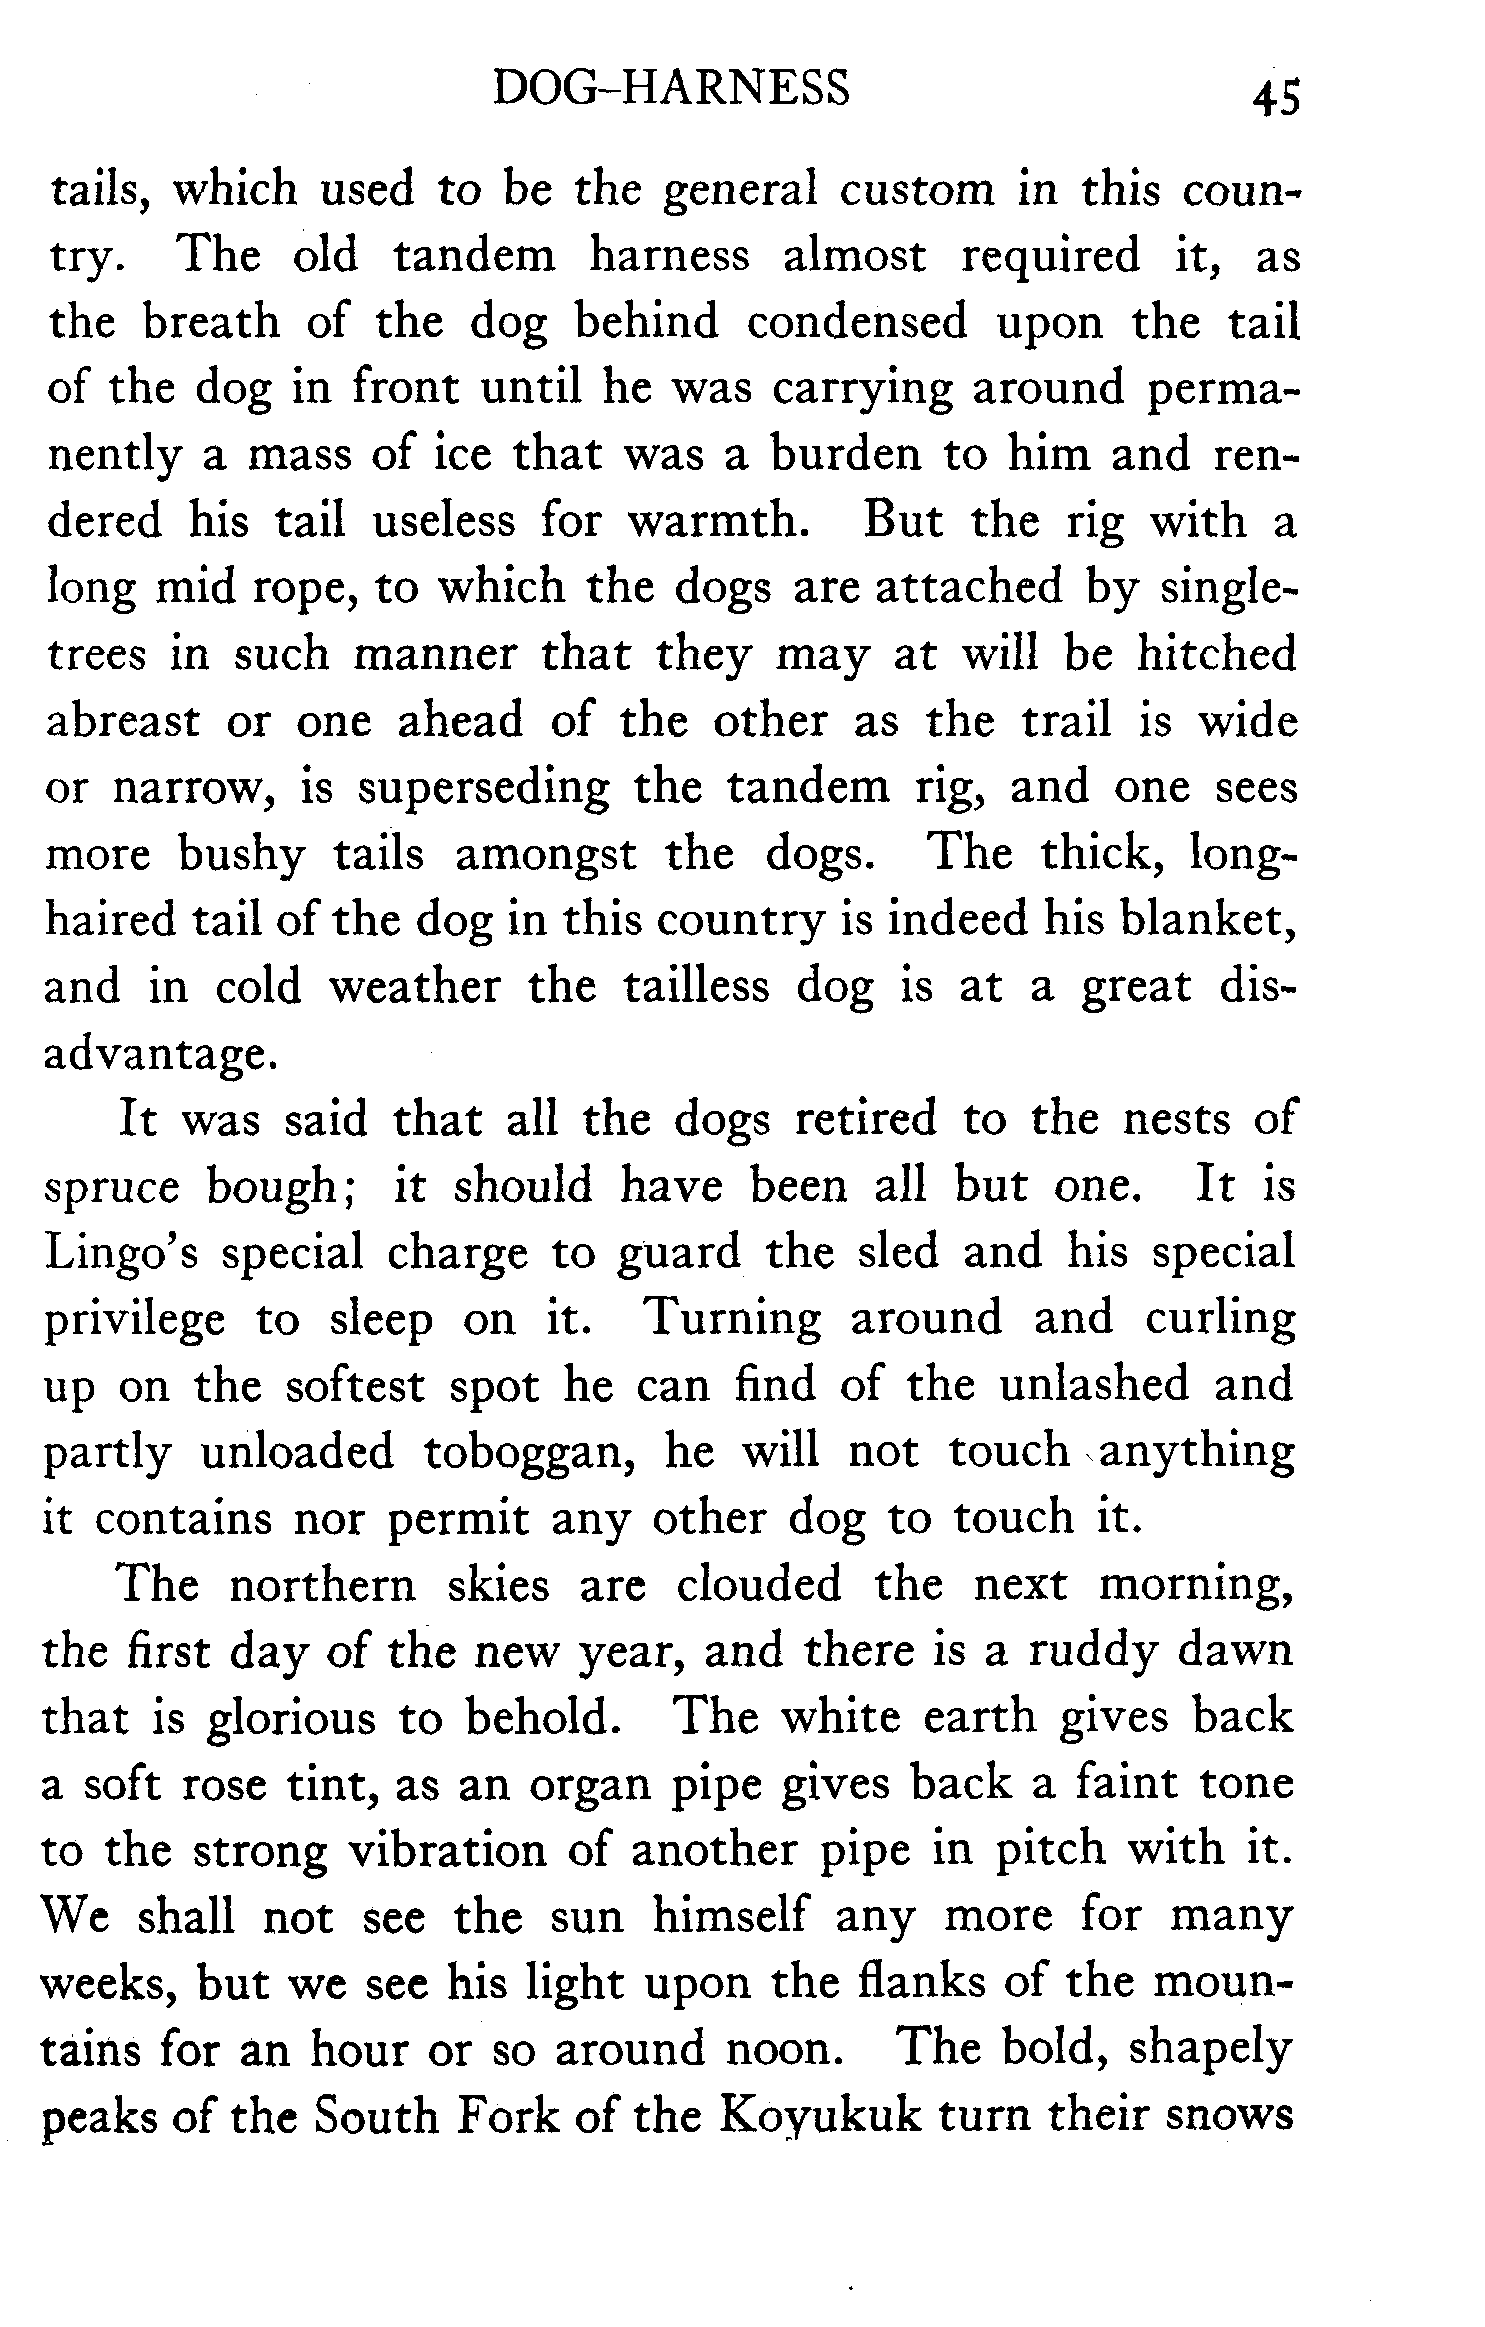 DOG-HARNESS 45
tails, which used to be the general custom in this coun-
try. The old tandem harness almost required it, as
the breath of the dog behind condensed upon the tail
of the dog in front until he was carrying around perma-
nently a mass of ice that was a burden to him and ren-
dered his tail useless for warmth. But the rig with a
long mid rope, to which the dogs are attached by single-
trees in such manner that they may at will be hitched
abreast or one ahead of the other as the trail is wide
or narrow, is superseding the tandem rig, and one sees
more bushy tails amongst the dogs. The thick, long-
haired tail of the dog in this country is indeed his blanket,
and in cold weather the tailless dog is at a great dis-
advantage.
It was said that all the dogs retired to the nests of
spruce bough; it should have been all but one. It is
Lingo's special charge to guard the sled and his special
privilege to sleep on it. Turning around and curling
up on the softest spot he can find of the unlashed and
partly unloaded toboggan, he will not touch anything
it contains nor permit any other dog to touch it.
The northern skies are clouded the next morning,
the first day of the new year, and there is a ruddy dawn
that is glorious to behold. The white earth gives back
a soft rose tint, as an organ pipe gives back a faint tone
to the strong vibration of another pipe in pitch with it.
We shall not see the sun himself any more for many
weeks, but we see his light upon the flanks of the moun-
tains for an hour or so around noon. The bold, shapely
peaks of the South Fork of the Koyukuk turn their snows